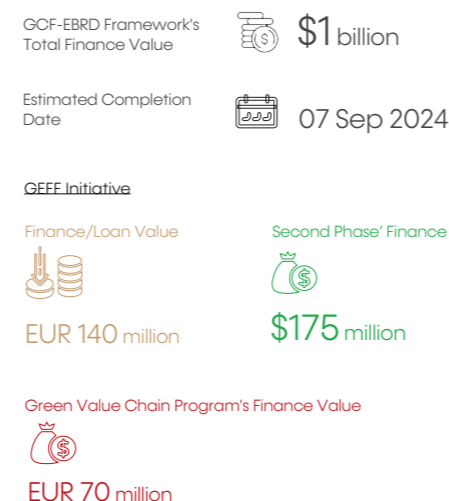 GCF-EBRD Framework's
Total Finance Value
$1 billion
Estimated Completion
Date
07 Sep 2024
GEFF Initiative
Finance/Loan Value
EUR 140 million
Second Phase' Finance
$175 million
Green Value Chain Program's Finance Value
EUR 70 million